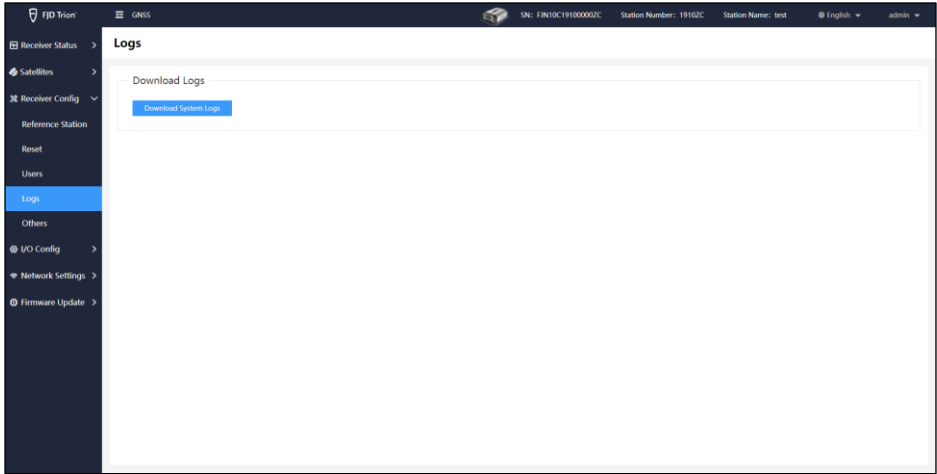 FJD Trion
GNSS
SN: FJN10C19100000ZC
Station Number: 1910ZC
Station Name: test
English
admin
Receiver Status
Satellites
Receiver Config
Reference Station
Reset
Users
Logs
Others
I/O Config
Network Settings
Firmware Update
Logs
Download Logs
Download System Logs